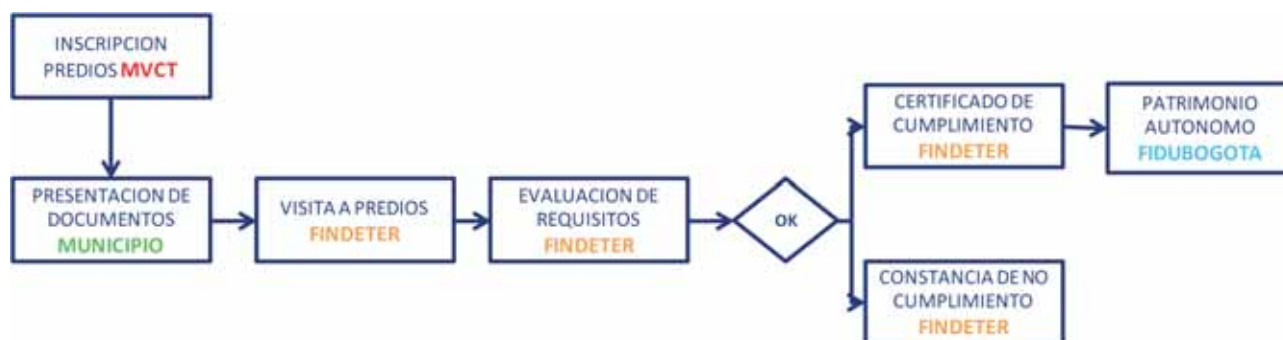 INSCRIPCION
PREDIOS MVCT
PRESENTACION DE
DOCUMENTOS
MUNICIPIO
VISITA A PREDIOS
FINDETER
EVALUACION DE
REQUISITOS
FINDETER
OK
CERTIFICADO DE
CUMPLIMIENTO
FINDETER
PATRIMONIO
AUTONOMO
FIDUBOGOTA
CONSTANCIA DE NO
CUMPLIMIENTO
FINDETER